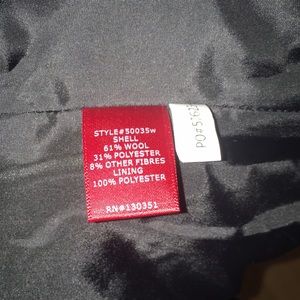 STYLE#50035w
SHELL
61% WOOL
31% POLYESTER
8% OTHER FIBRES
LINING
100% POLYESTER
RN#130351